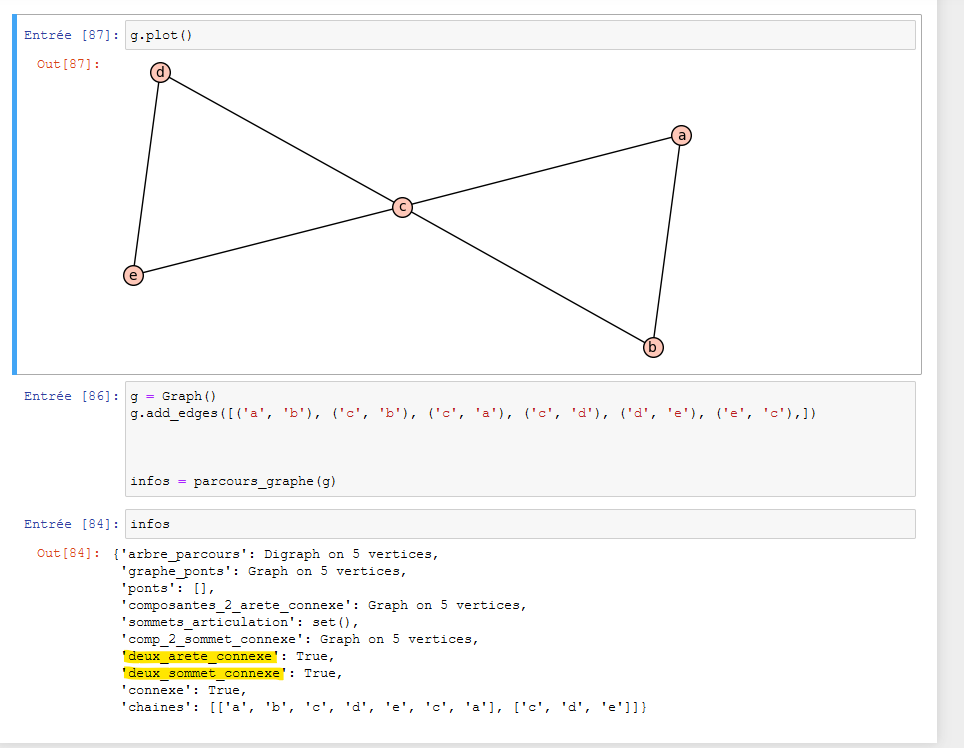 Entrée [87]: g.plot()
Out[87]:
d
a
c
e
b
Entrée [86]: g = Graph()
g.add_edges([('a', 'b'), ('c', 'b'), ('c', 'a'), ('c', 'd'), ('d', 'e'), ('e', 'c'),])
infos = parcours_graphe(g)
Entrée [84]: infos
Out[84]: {'arbre_parcours': Digraph on 5 vertices,
'graphe_ponts': Graph on 5 vertices,
'ponts': [],
'composantes_2_arete_connexe': Graph on 5 vertices,
'sommets_articulation': set(),
'comp_2_sommet_connexe': Graph on 5 vertices,
'deux_arete_connexe': True,
'deux_sommet_connexe': True,
'connexe': True,
'chaines': [['a', 'b', 'c', 'd', 'e', 'c', 'a'], ['c', 'd', 'e']]}